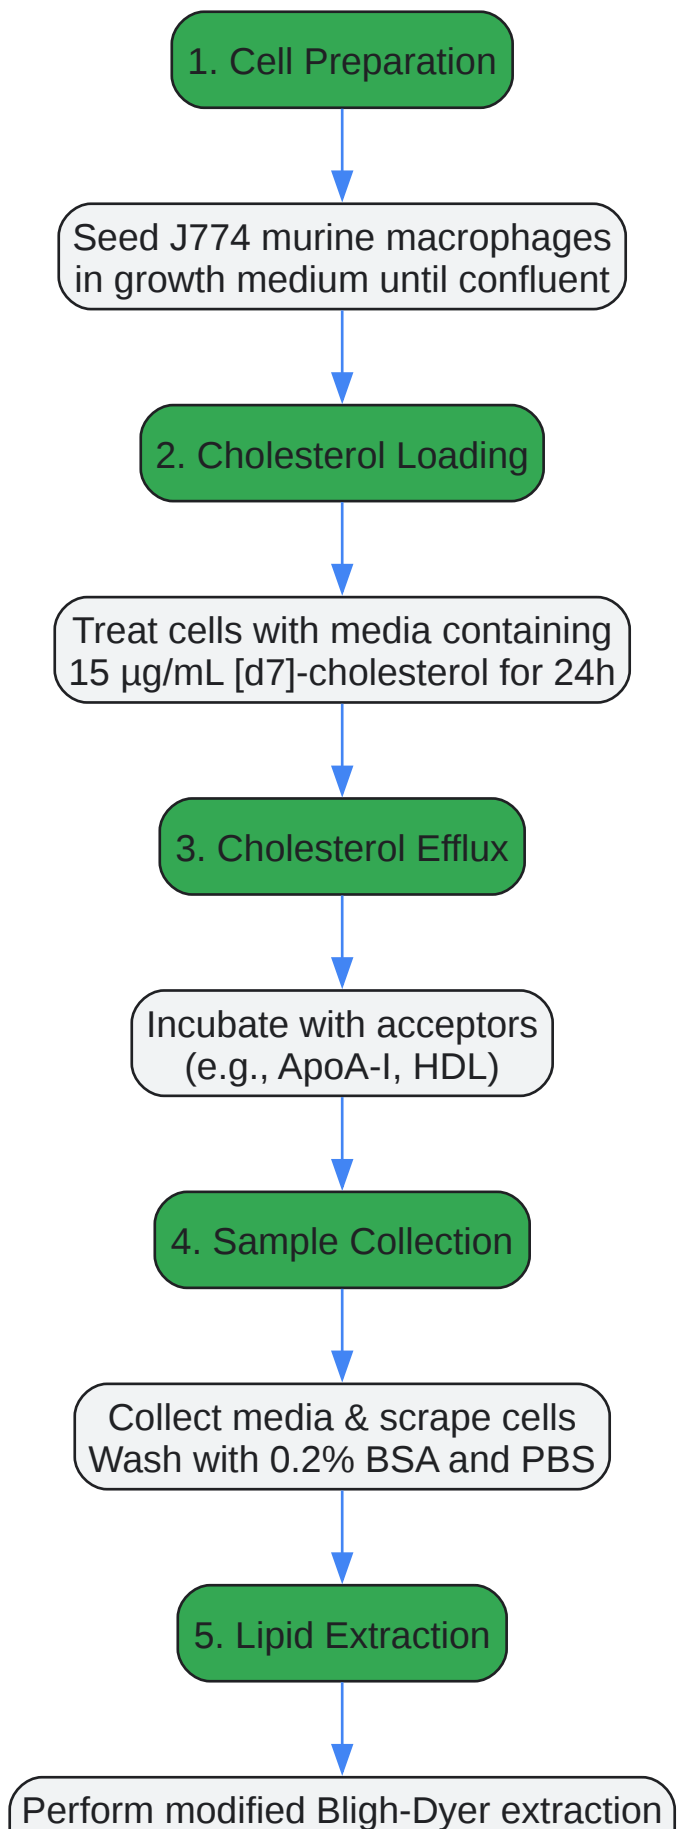 1. Cell Preparation
Seed J774 murine macrophages
in growth medium until confluent
2. Cholesterol Loading
Treat cells with media containing
15 µg/mL [d7]-cholesterol for 24h
3. Cholesterol Efflux
Incubate with acceptors
(e.g., ApoA-I, HDL)
4. Sample Collection
Collect media & scrape cells
Wash with 0.2% BSA and PBS
5. Lipid Extraction
Perform modified Bligh-Dyer extraction